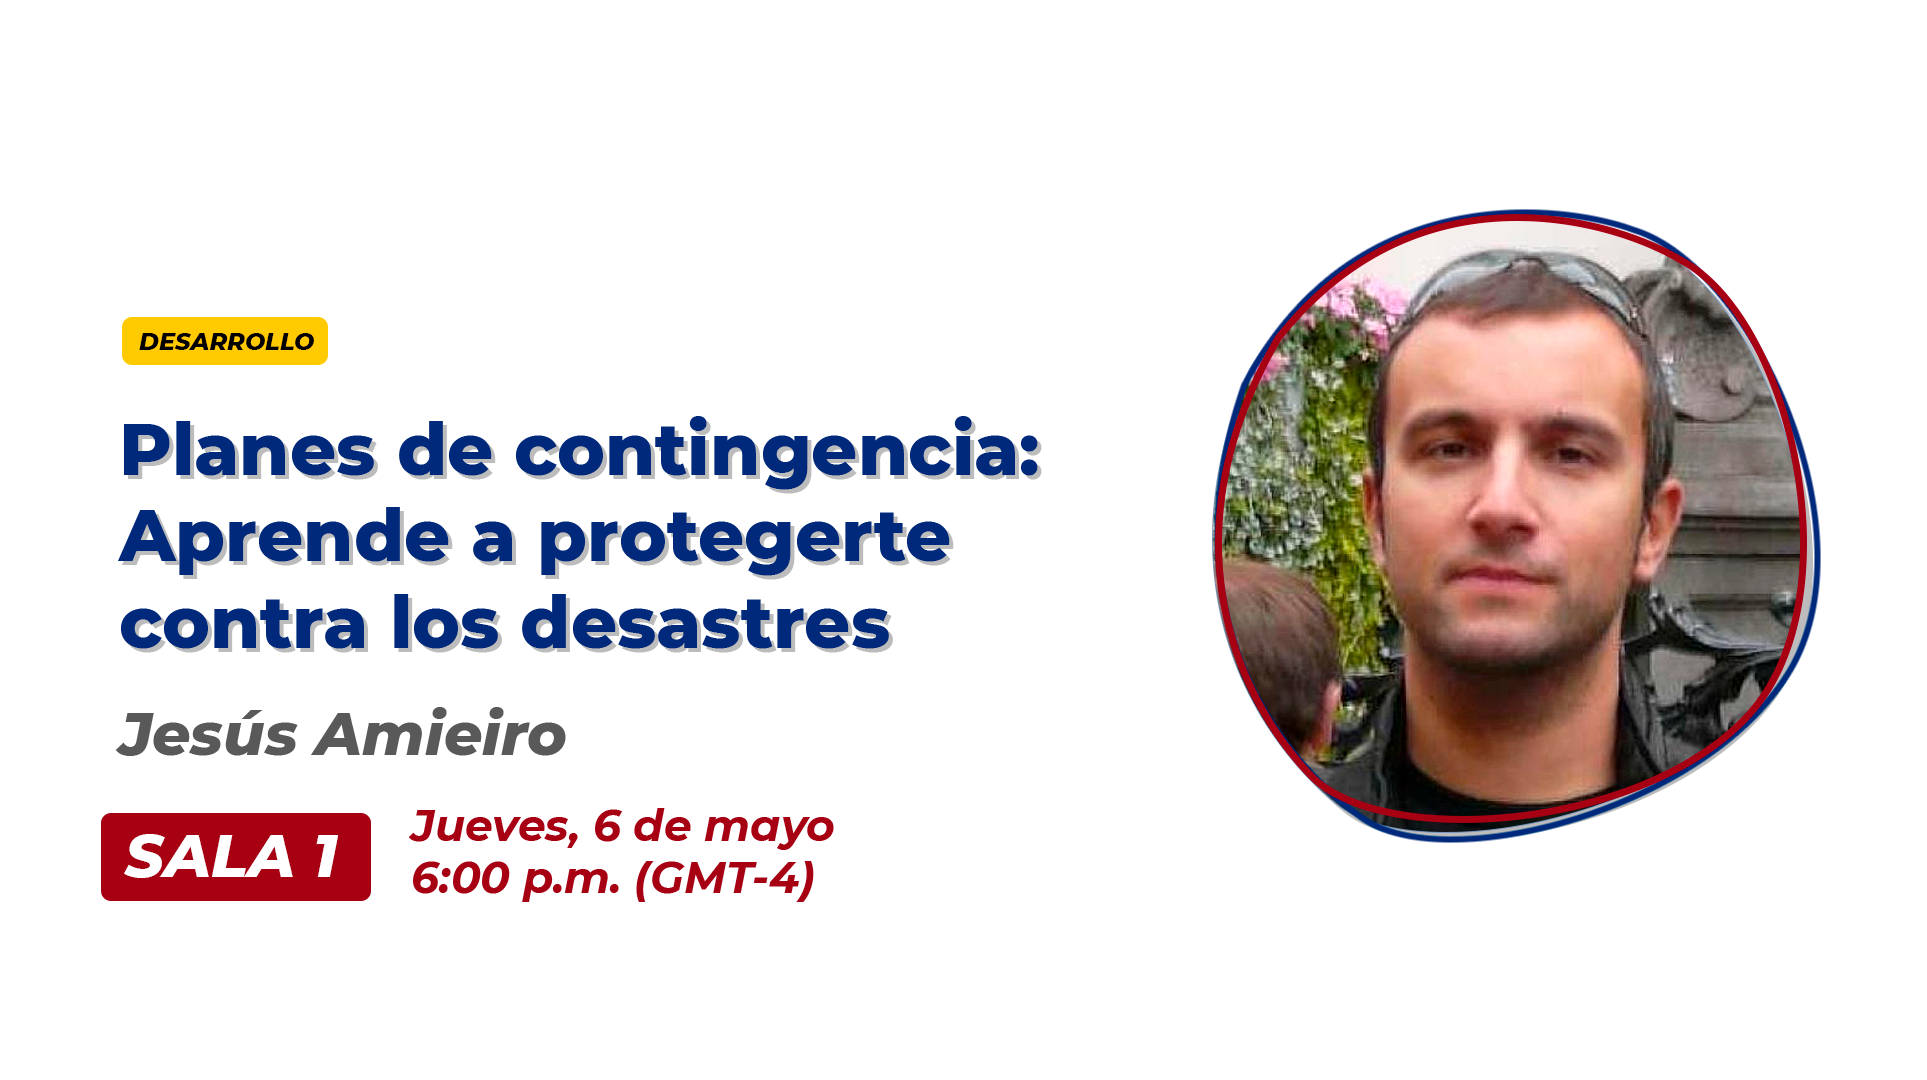 DESARROLLO
Planes de contingencia:
Aprende a protegerte
contra los desastres
Jesús Amieiro
SALA 1
Jueves, 6 de mayo
6:00 p.m. (GMT-4)